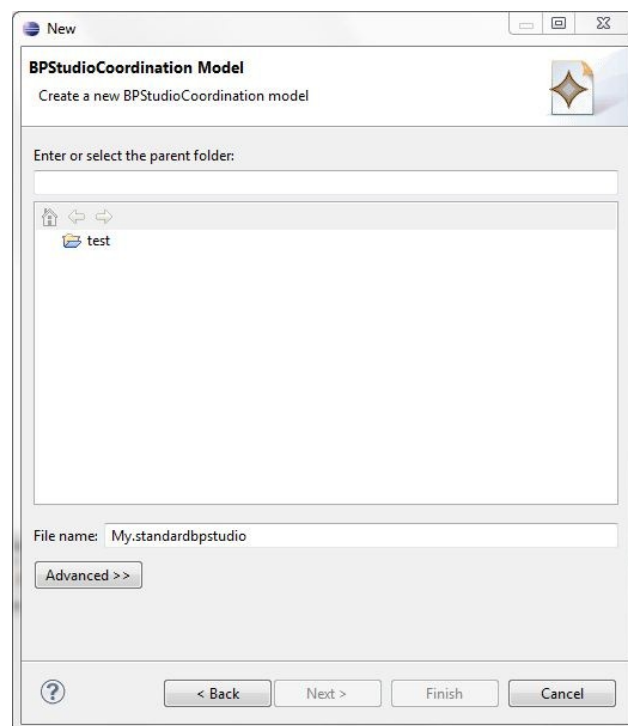 New
BPStudioCoordination Model
Create a new BPStudioCoordination model
Enter or select the parent folder:
test
File name: My.standardbpstudio
Advanced >>
? < Back Next > Finish Cancel